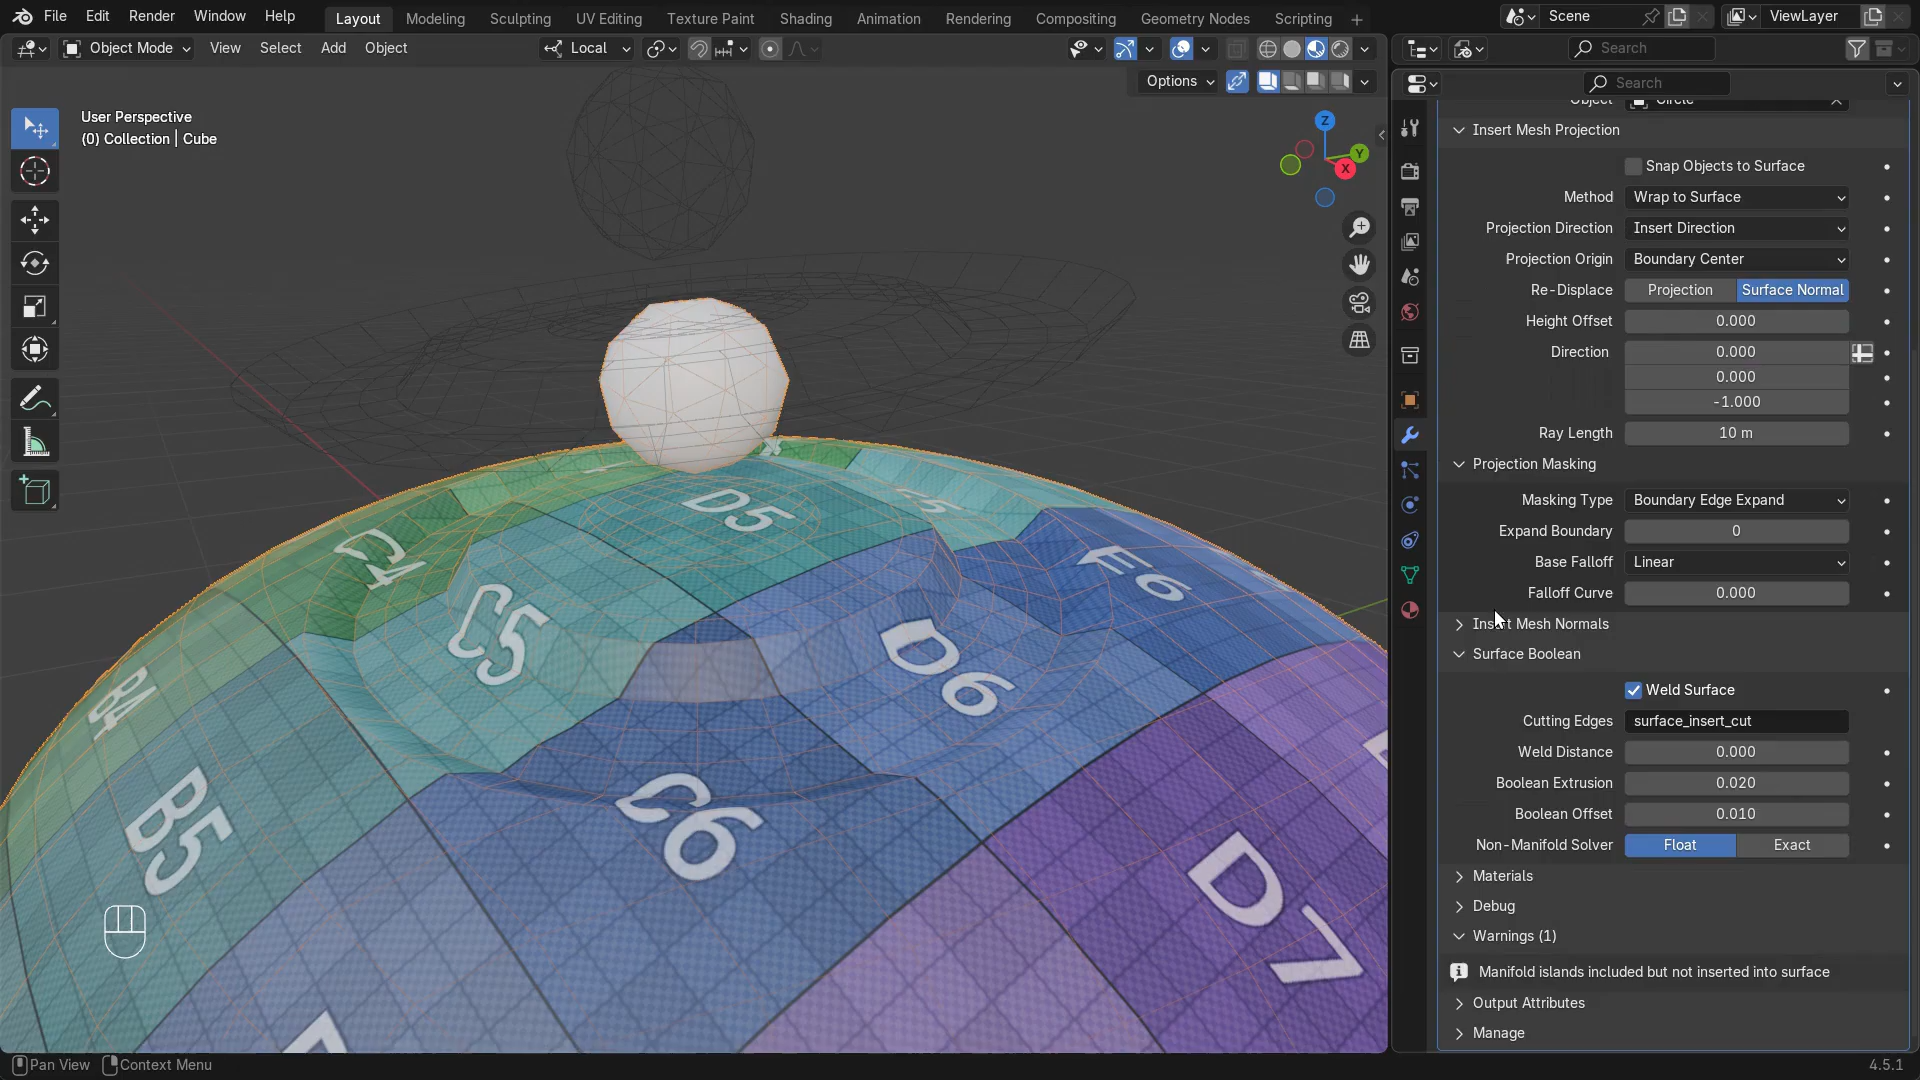 File Edit Render Window Help
Layout Modeling Sculpting UV Editing Texture Paint Shading Animation Rendering Compositing Geometry Nodes Scripting +
Scene
ViewLayer
Object Mode View Select Add Object
Local
Search
Options
Search
User Perspective
(0) Collection | Cube
Z
Y
X
Object Circle
Insert Mesh Projection
Snap Objects to Surface
Method Wrap to Surface
Projection Direction Insert Direction
Projection Origin Boundary Center
Re-Displace Projection Surface Normal
Height Offset 0.000
Direction 0.000
0.000
-1.000
Ray Length 10 m
Projection Masking
Masking Type Boundary Edge Expand
Expand Boundary 0
Base Falloff Linear
Falloff Curve 0.000
Insert Mesh Normals
Surface Boolean
Weld Surface
Cutting Edges surface_insert_cut
Weld Distance 0.000
Boolean Extrusion 0.020
Boolean Offset 0.010
Non-Manifold Solver Float Exact
Materials
Debug
Warnings (1)
Manifold islands included but not inserted into surface
Output Attributes
Manage
D5
C4
C5
E6
D6
B4
B5
C6
D7
Pan View Context Menu
4.5.1